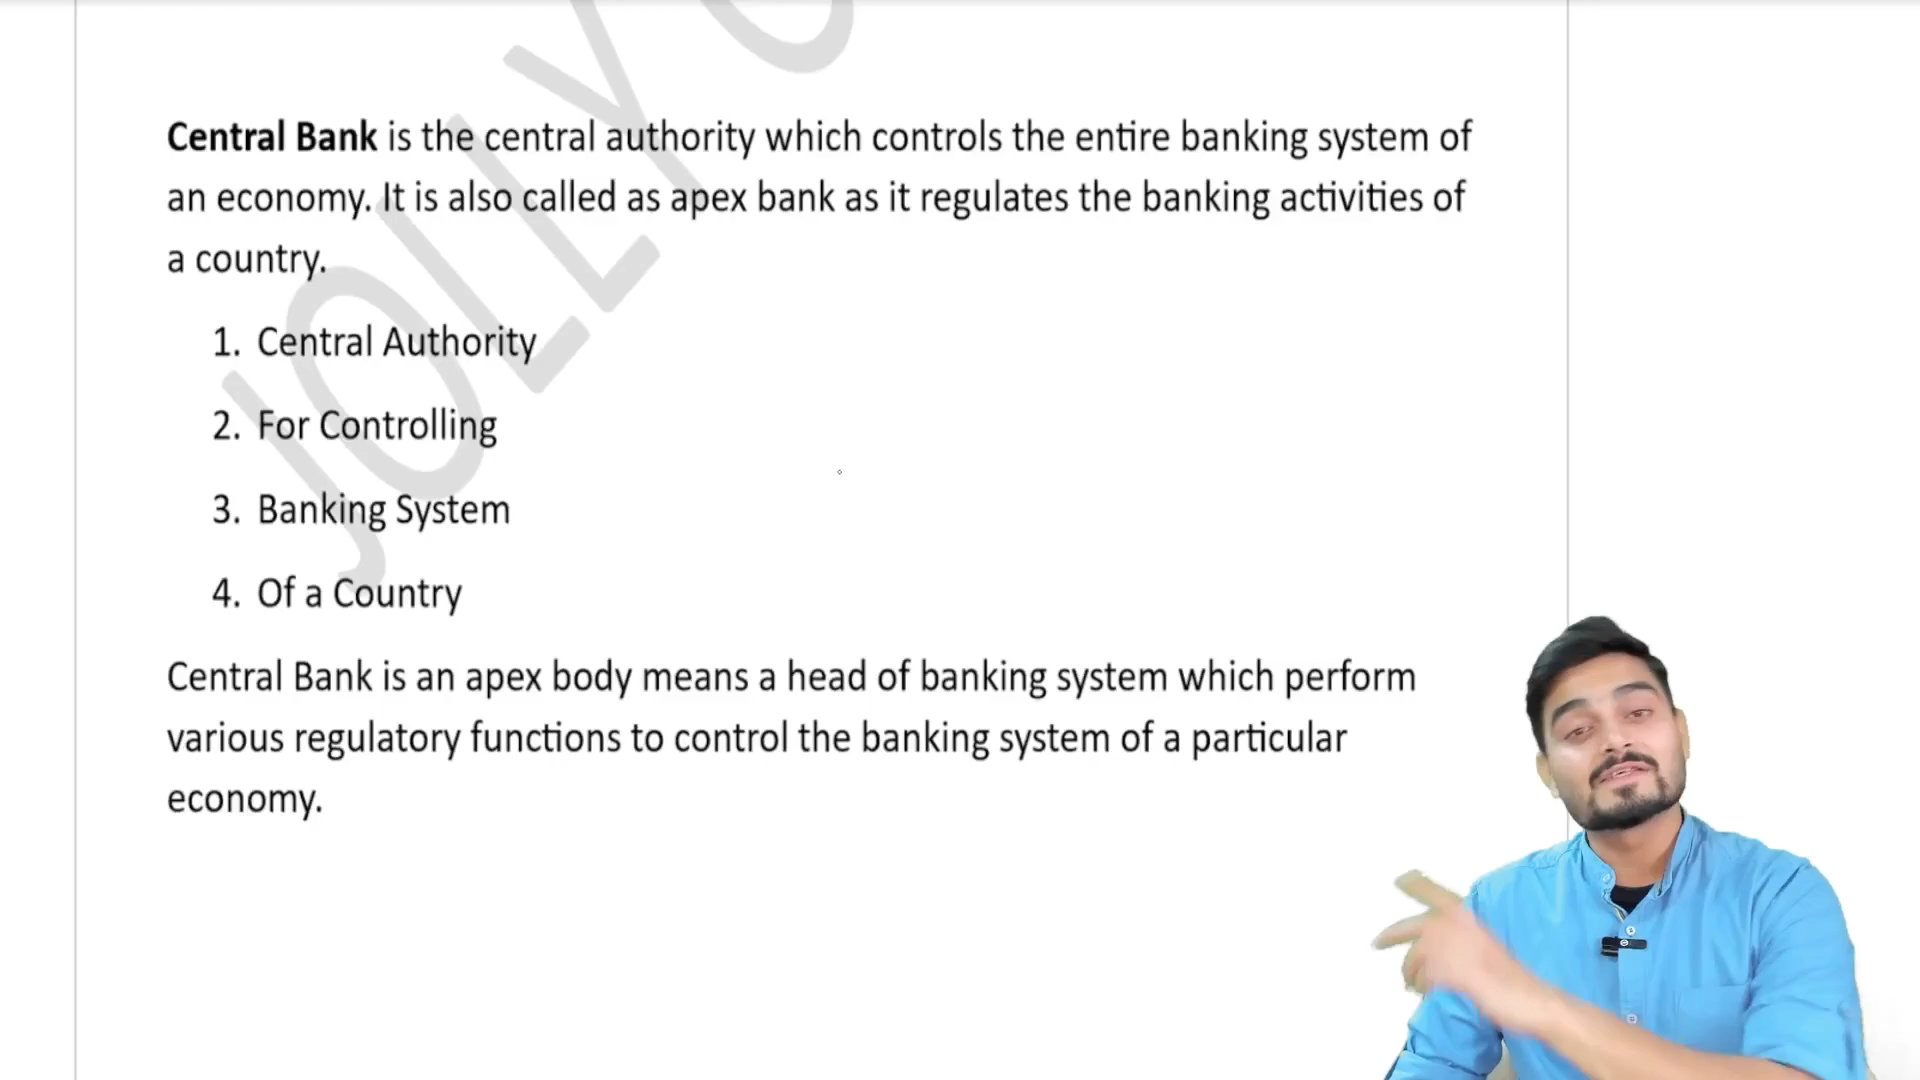 Central Bank is the central authority which controls the entire banking system of
an economy. It is also called as apex bank as it regulates the banking activities of
a country.
1. Central Authority
2. For Controlling
3. Banking System
4. Of a Country
Central Bank is an apex body means a head of banking system which perform
various regulatory functions to control the banking system of a particular
economy.
JOLLY